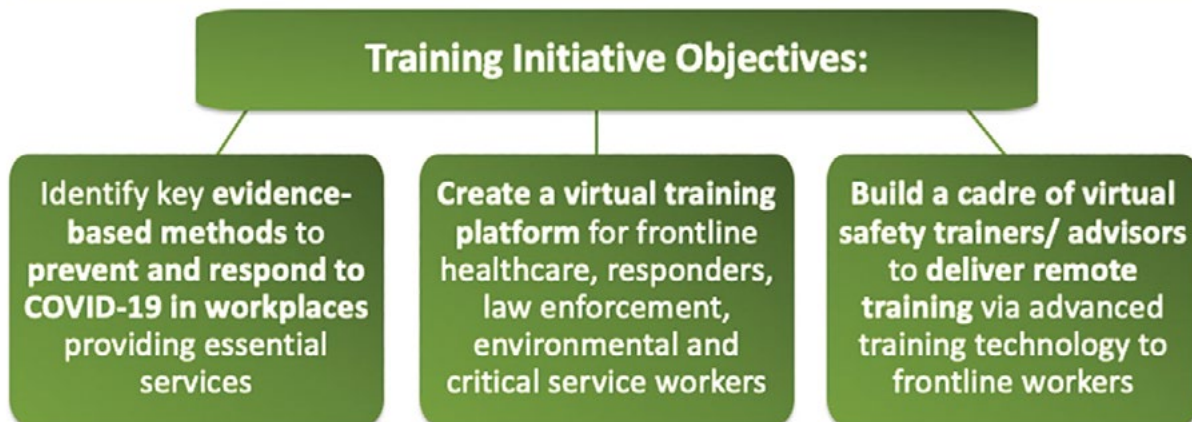 Training Initiative Objectives:
Identify key evidence-
based methods to
prevent and respond to
COVID-19 in workplaces
providing essential
services
Create a virtual training
platform for frontline
healthcare, responders,
law enforcement,
environmental and
critical service workers
Build a cadre of virtual
safety trainers/ advisors
to deliver remote
training via advanced
training technology to
frontline workers